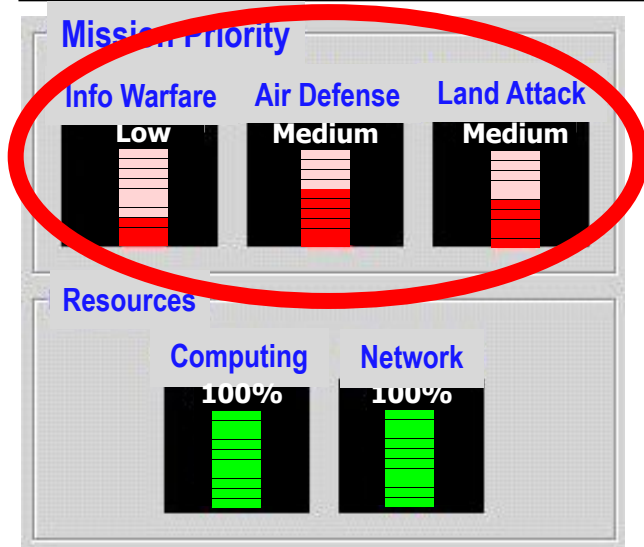 Mission Priority
Info Warfare Air Defense Land Attack
Low Medium Medium
Resources
Computing Network
100% 100%